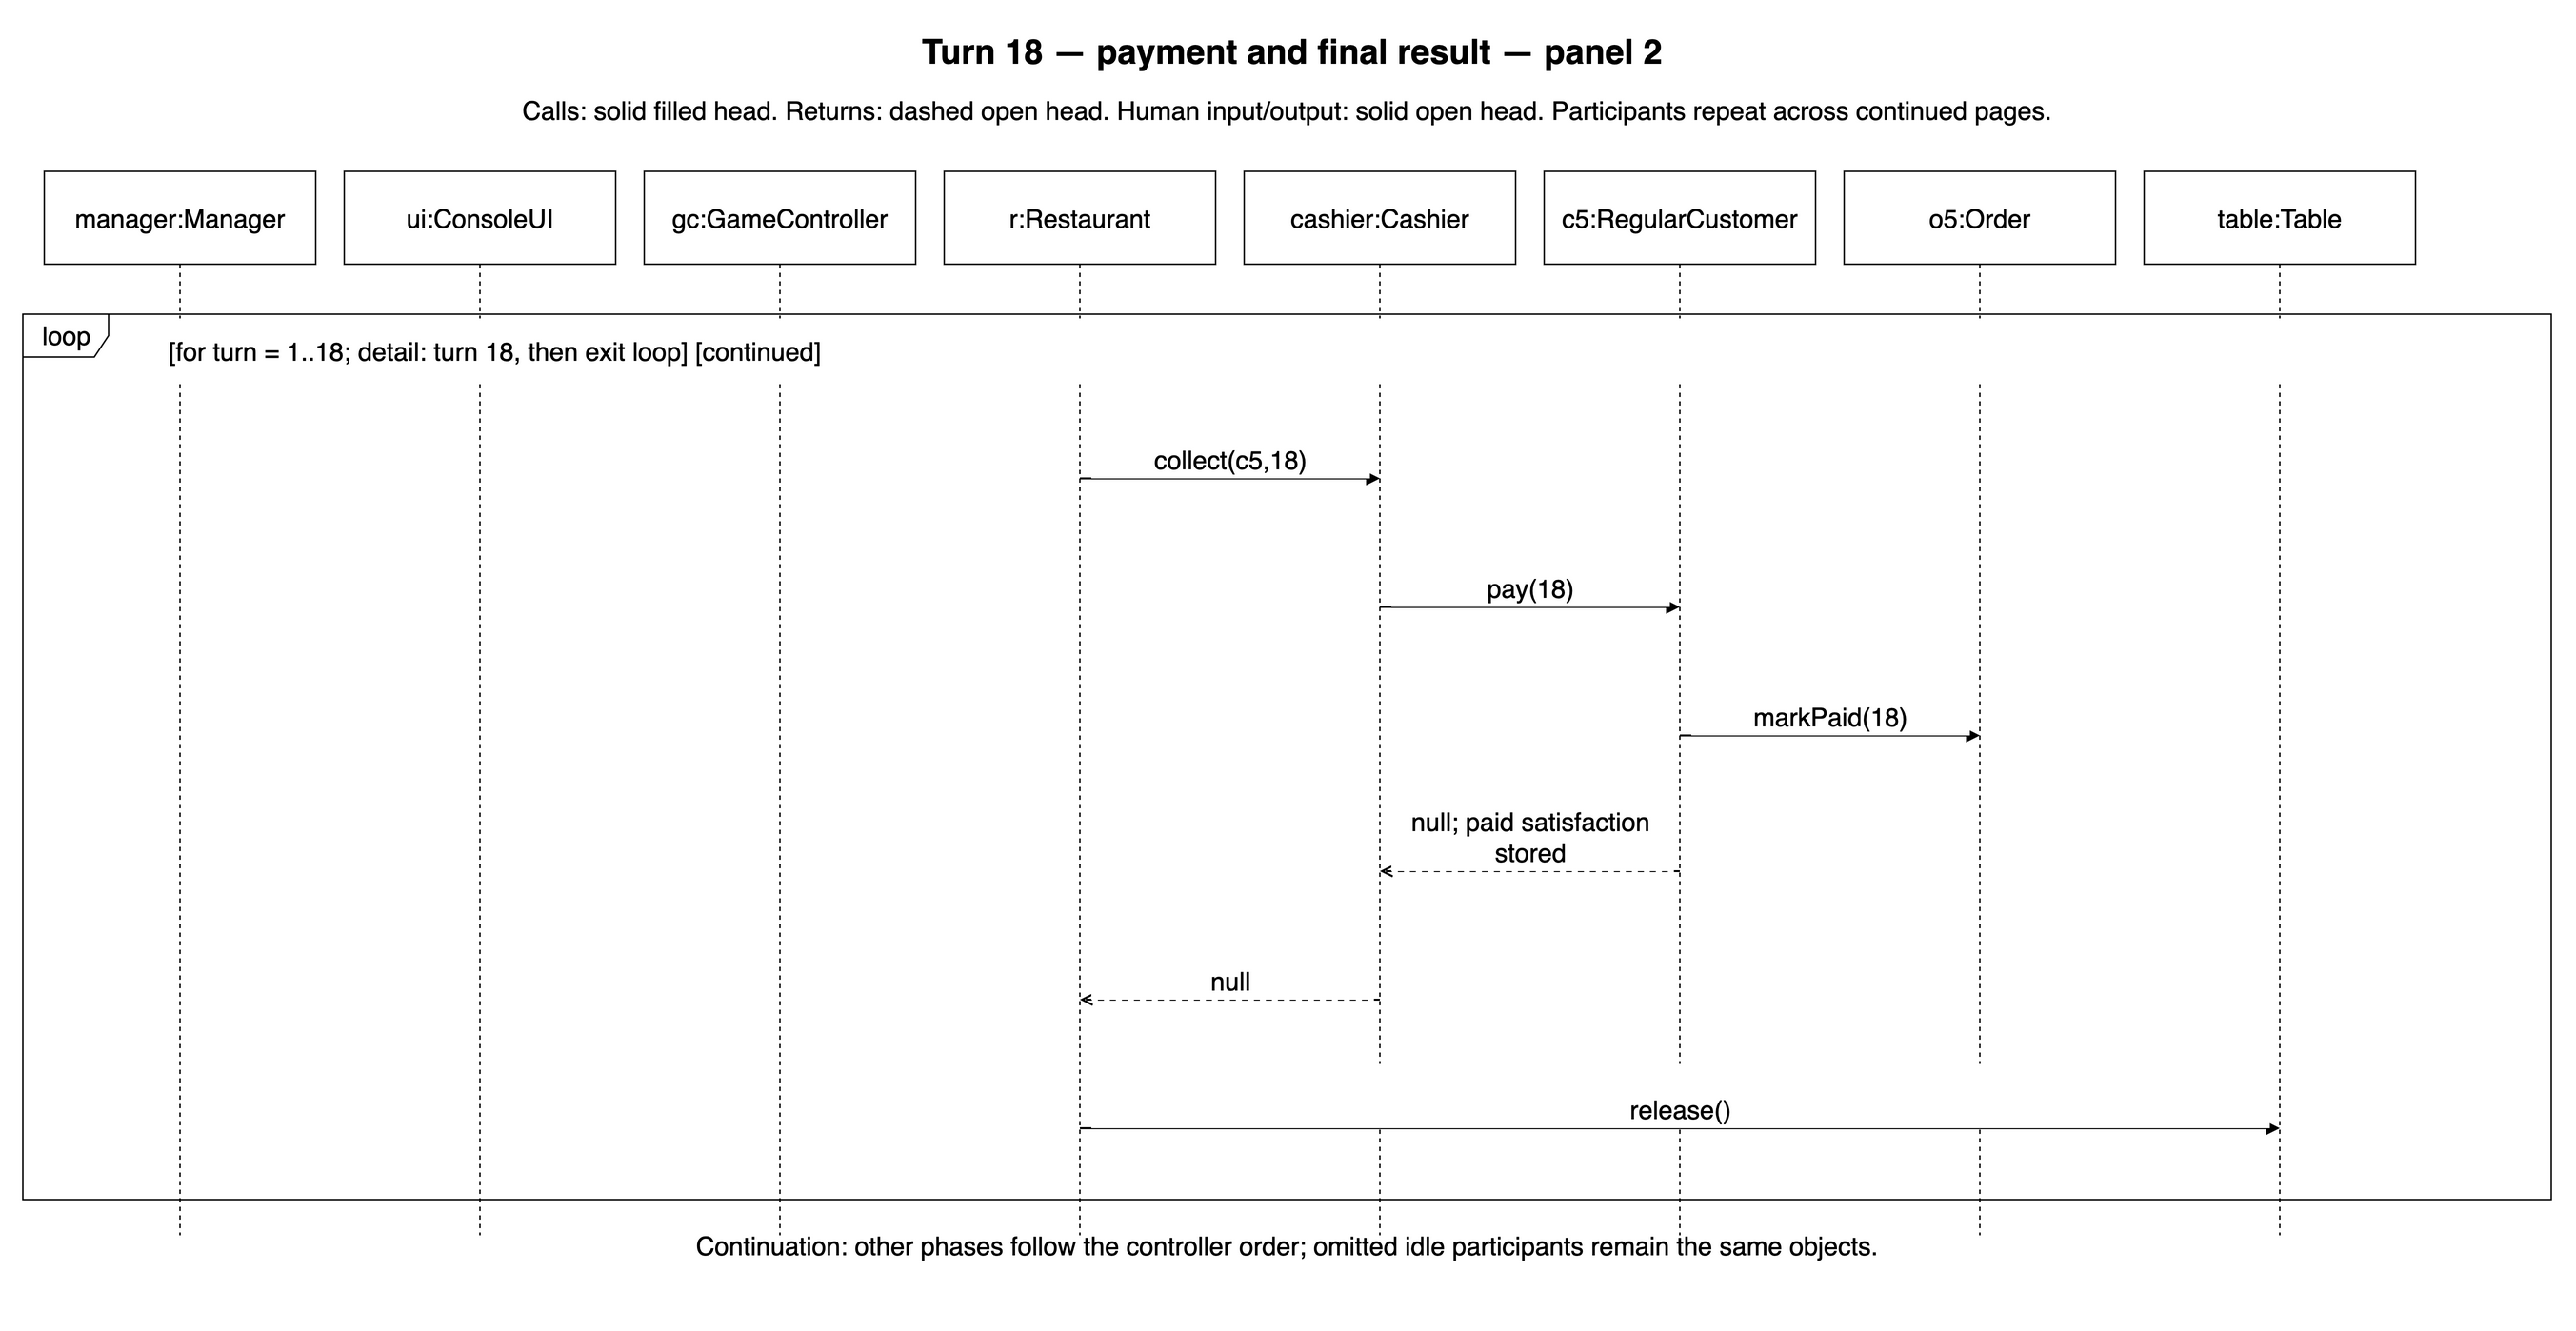 Turn 18 — payment and final result — panel 2
Calls: solid filled head. Returns: dashed open head. Human input/output: solid open head. Participants repeat across continued pages.
manager:Manager
ui:ConsoleUI
gc:GameController
r:Restaurant
cashier:Cashier
c5:RegularCustomer
o5:Order
table:Table
loop
[for turn = 1..18; detail: turn 18, then exit loop] [continued]
collect(c5,18)
pay(18)
markPaid(18)
null; paid satisfaction
stored
null
release()
Continuation: other phases follow the controller order; omitted idle participants remain the same objects.